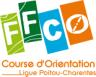 FFCO
Course d'Orientation
Ligue Poitou-Charentes